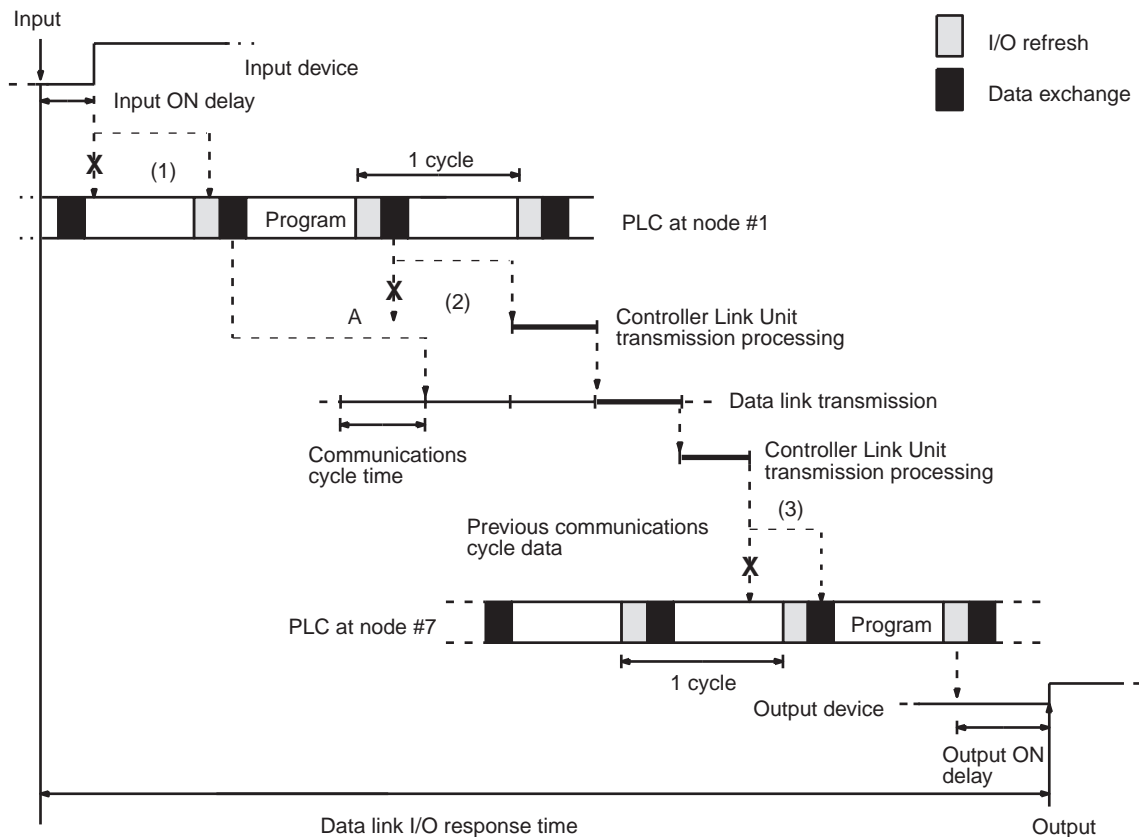 Input
I/O refresh
Input device
Data exchange
Input ON delay
X
(1)
1 cycle
Program
PLC at node #1
X
(2)
A
Controller Link Unit
transmission processing
Data link transmission
Communications
cycle time
Controller Link Unit
transmission processing
(3)
Previous communications
cycle data
X
PLC at node #7
Program
1 cycle
Output device
Output ON
delay
Data link I/O response time
Output